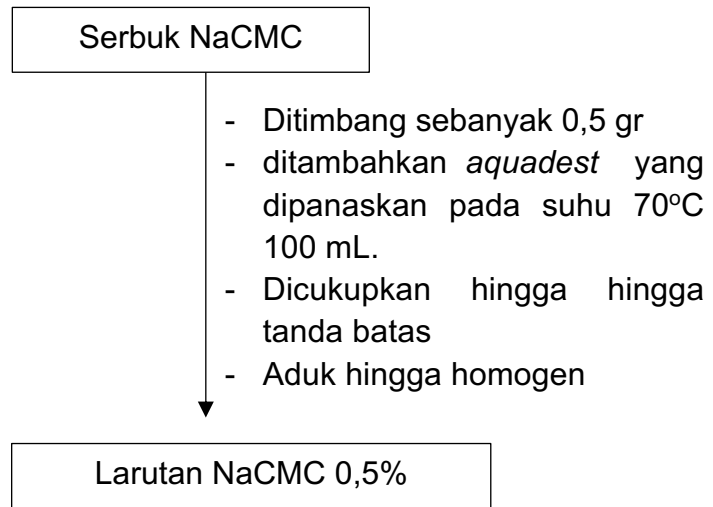 Serbuk NaCMC
- Ditimbang sebanyak 0,5 gr
- ditambahkan aquadest yang
dipanaskan pada suhu 70°C
100 mL.
- Dicukupkan hingga hingga
tanda batas
- Aduk hingga homogen
Larutan NaCMC 0,5%